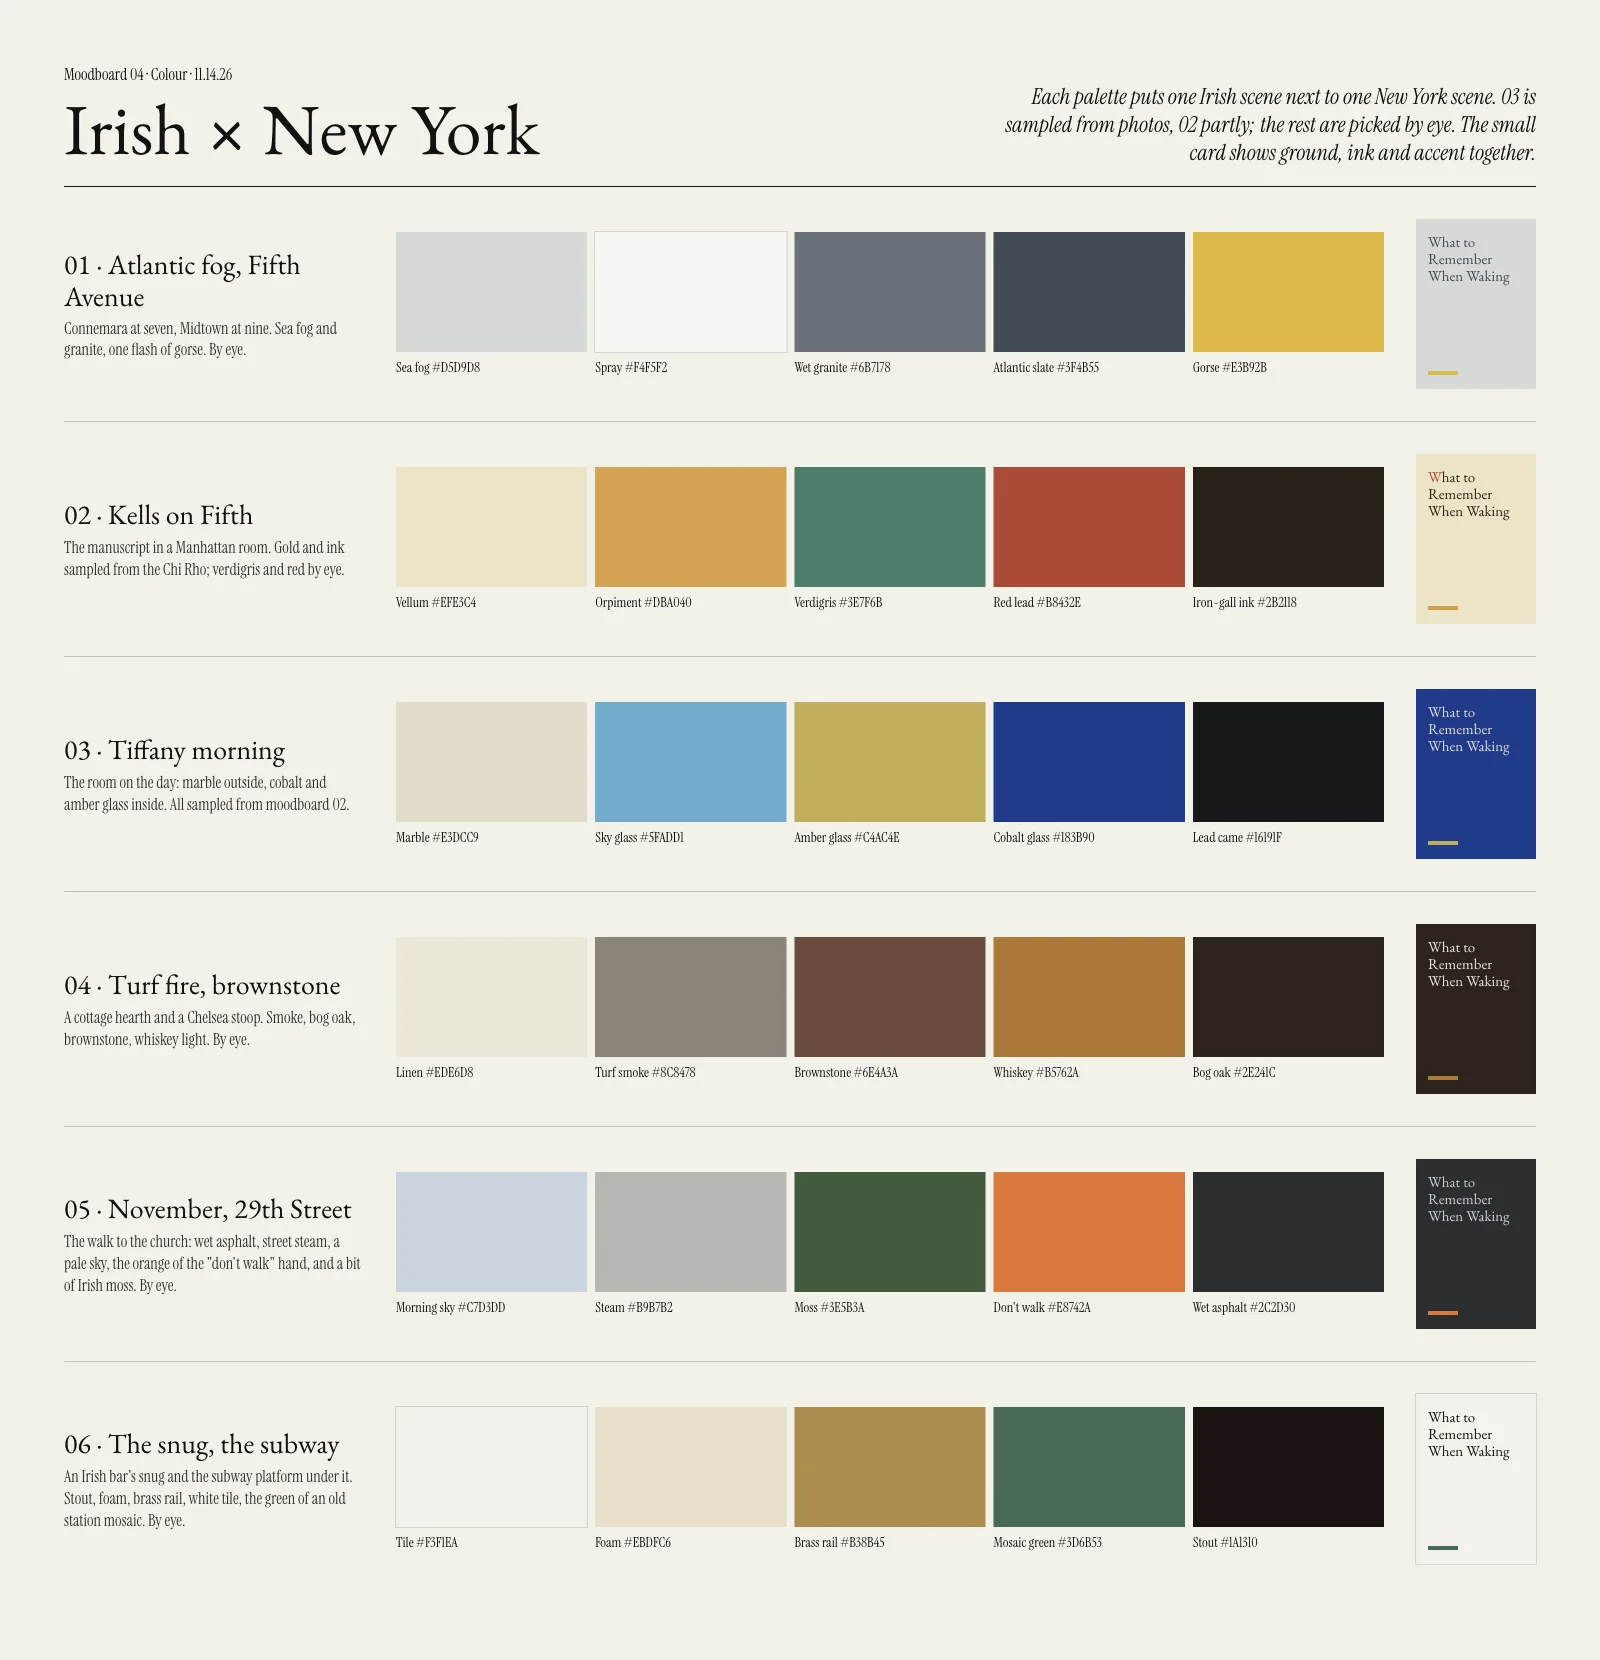 Moodboard 04 · Colour · 11.14.26
Irish × New York
Each palette puts one Irish scene next to one New York scene. 03 is
sampled from photos, 02 partly; the rest are picked by eye. The small
card shows ground, ink and accent together.
01 · Atlantic fog, Fifth
Avenue
Connemara at seven, Midtown at nine. Sea fog and
granite, one flash of gorse. By eye.
Sea fog #D5D9D8
Spray #F4F5F2
Wet granite #6B7178
Atlantic slate #3F4B55
Gorse #E3B92B
What to
Remember
When Waking
02 · Kells on Fifth
The manuscript in a Manhattan room. Gold and ink
sampled from the Chi Rho; verdigris and red by eye.
Vellum #EFE3C4
Orpiment #DBA040
Verdigris #3E7F6B
Red lead #B8432E
Iron-gall ink #2B2118
What to
Remember
When Waking
03 · Tiffany morning
The room on the day: marble outside, cobalt and
amber glass inside. All sampled from moodboard 02.
Marble #E3DCC9
Sky glass #5FADD1
Amber glass #C4AC4E
Cobalt glass #183B90
Lead came #16191F
What to
Remember
When Waking
04 · Turf fire, brownstone
A cottage hearth and a Chelsea stoop. Smoke, bog oak,
brownstone, whiskey light. By eye.
Linen #EDE6D8
Turf smoke #8C8478
Brownstone #6E4A3A
Whiskey #B5762A
Bog oak #2E241C
What to
Remember
When Waking
05 · November, 29th Street
The walk to the church: wet asphalt, street steam, a
pale sky, the orange of the "don't walk" hand, and a bit
of Irish moss. By eye.
Morning sky #C7D3DD
Steam #B9B7B2
Moss #3E5B3A
Don't walk #E8742A
Wet asphalt #2C2D30
What to
Remember
When Waking
06 · The snug, the subway
An Irish bar's snug and the subway platform under it.
Stout, foam, brass rail, white tile, the green of an old
station mosaic. By eye.
Tile #F3F1EA
Foam #EBDFC6
Brass rail #B38B45
Mosaic green #3D6B53
Stout #1A1310
What to
Remember
When Waking